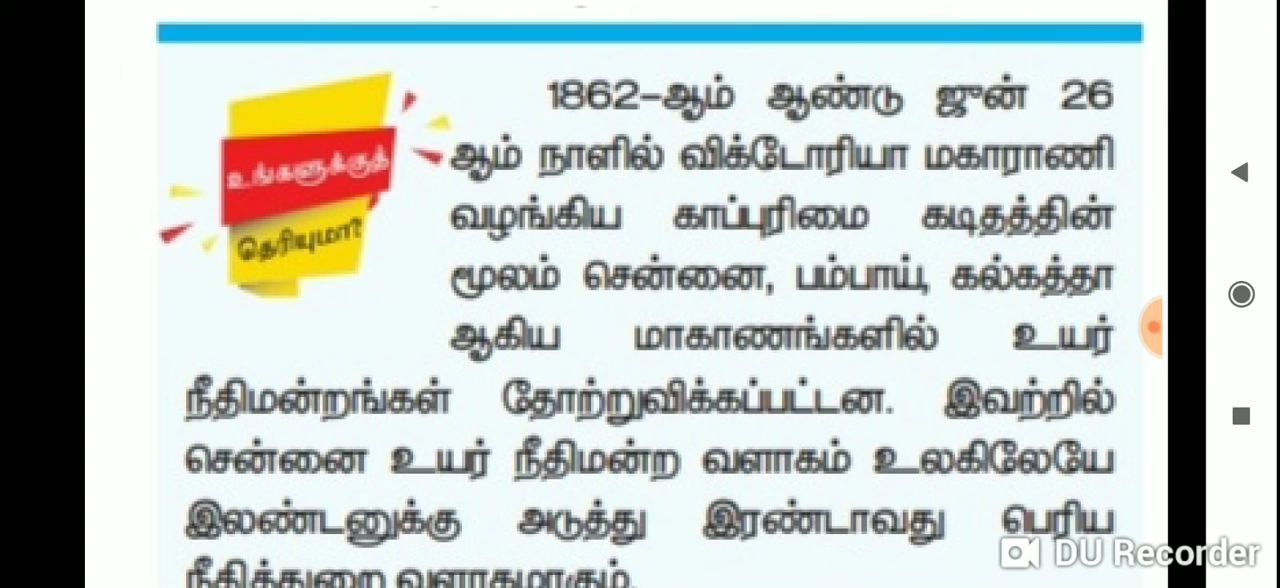 உங்களுக்குத்
தெரியுமா?
1862-ஆம் ஆண்டு ஜுன் 26
ஆம் நாளில் விக்டோரியா மகாராணி
வழங்கிய காப்புரிமை கடிதத்தின்
மூலம் சென்னை, பம்பாய், கல்கத்தா
ஆகிய மாகாணங்களில் உயர்
நீதிமன்றங்கள் தோற்றுவிக்கப்பட்டன. இவற்றில்
சென்னை உயர் நீதிமன்ற வளாகம் உலகிலேயே
இலண்டனுக்கு அடுத்து இரண்டாவது பெரிய
நீதித்துறை வளாகமாகும்.
DU Recorder